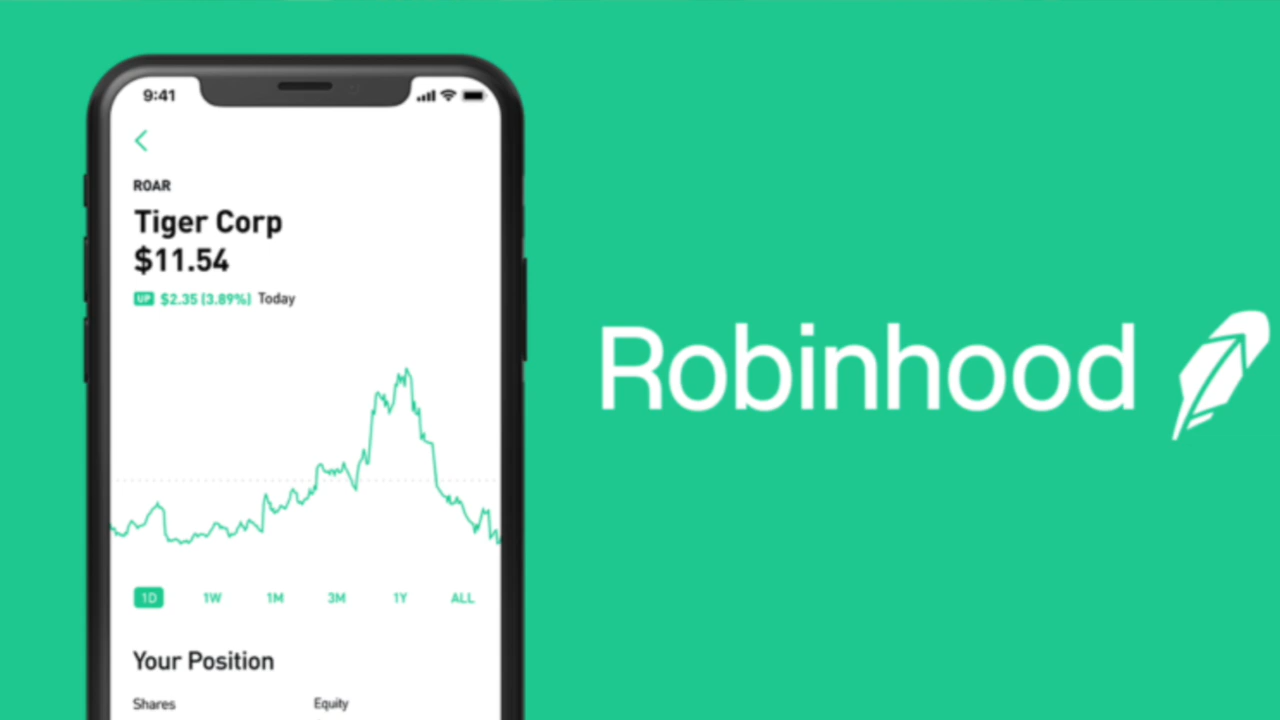 9:41
ROAR
Tiger Corp
$11.54
UP $2.35 (3.89%) Today
1D 1W 1M 3M 1Y ALL
Your Position
Shares Equity
Robinhood